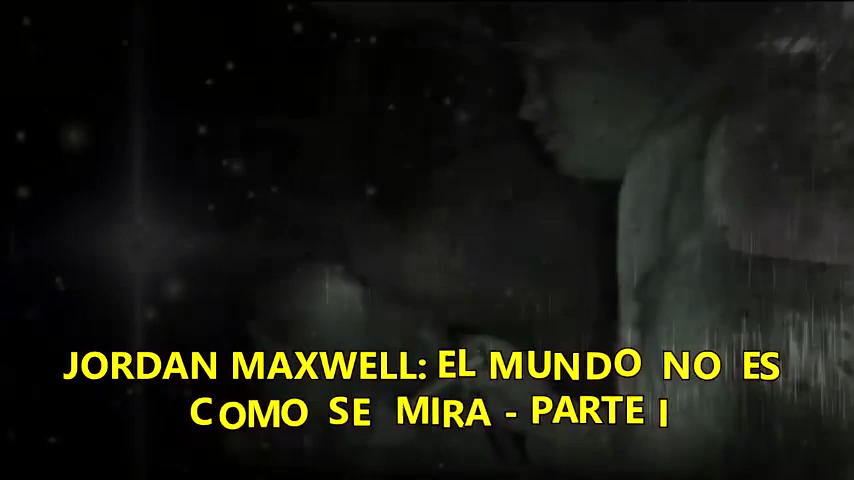 JORDAN MAXWELL: EL MUNDO NO ES
COMO SE MIRA - PARTE I